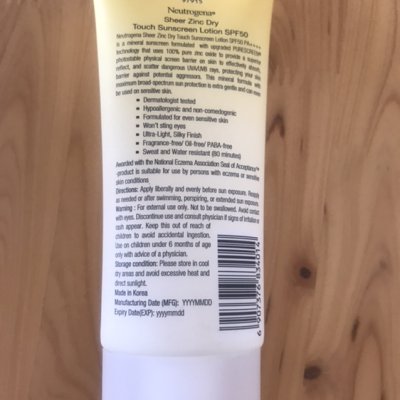 Neutrogena®
Sheer Zinc Dry
Touch Sunscreen Lotion SPF50
Neutrogena Sheer Zinc Dry Touch Sunscreen Lotion SPF50 PA++++
is a mineral sunscreen formulated with upgraded PURESCREEN
technology that uses 100% pure zinc oxide to provide a superior
photostable physical screen barrier on skin to effectively
reflect, and scatter dangerous UVA/UVB rays, protecting your skin
barrier against potential aggressors. This mineral formula with
maximum broad-spectrum sun protection is extra gentle and can even
be used on sensitive skin.
• Dermatologist tested
• Hypoallergenic and non-comedogenic
• Formulated for even sensitive skin
• Won't sting eyes
• Ultra-Light, Silky Finish
• Fragrance-free/ Oil-free/ PABA-free
• Sweat and Water resistant (80 minutes)
Awarded with the National Eczema Association Seal of Acceptance™
-product is suitable for use by persons with eczema or sensitive
skin conditions
Directions: Apply liberally and evenly before sun exposure. Reapply
as needed or after swimming, perspiring, or extended sun exposure.
Warning : For external use only. Not to be swallowed. Avoid contact
with eyes. Discontinue use and consult physician if signs of irritation or
rash appear. Keep this out of reach of
children to avoid accidental ingestion.
Use on children under 6 months of age
only with advice of a physician.
Storage condition: Please store in cool
dry areas and avoid excessive heat and
direct sunlight.
Made in Korea
Manufacturing Date (MFG): YYYYMMDD
Expiry Date(EXP): yyyymmdd
6 907376 834014